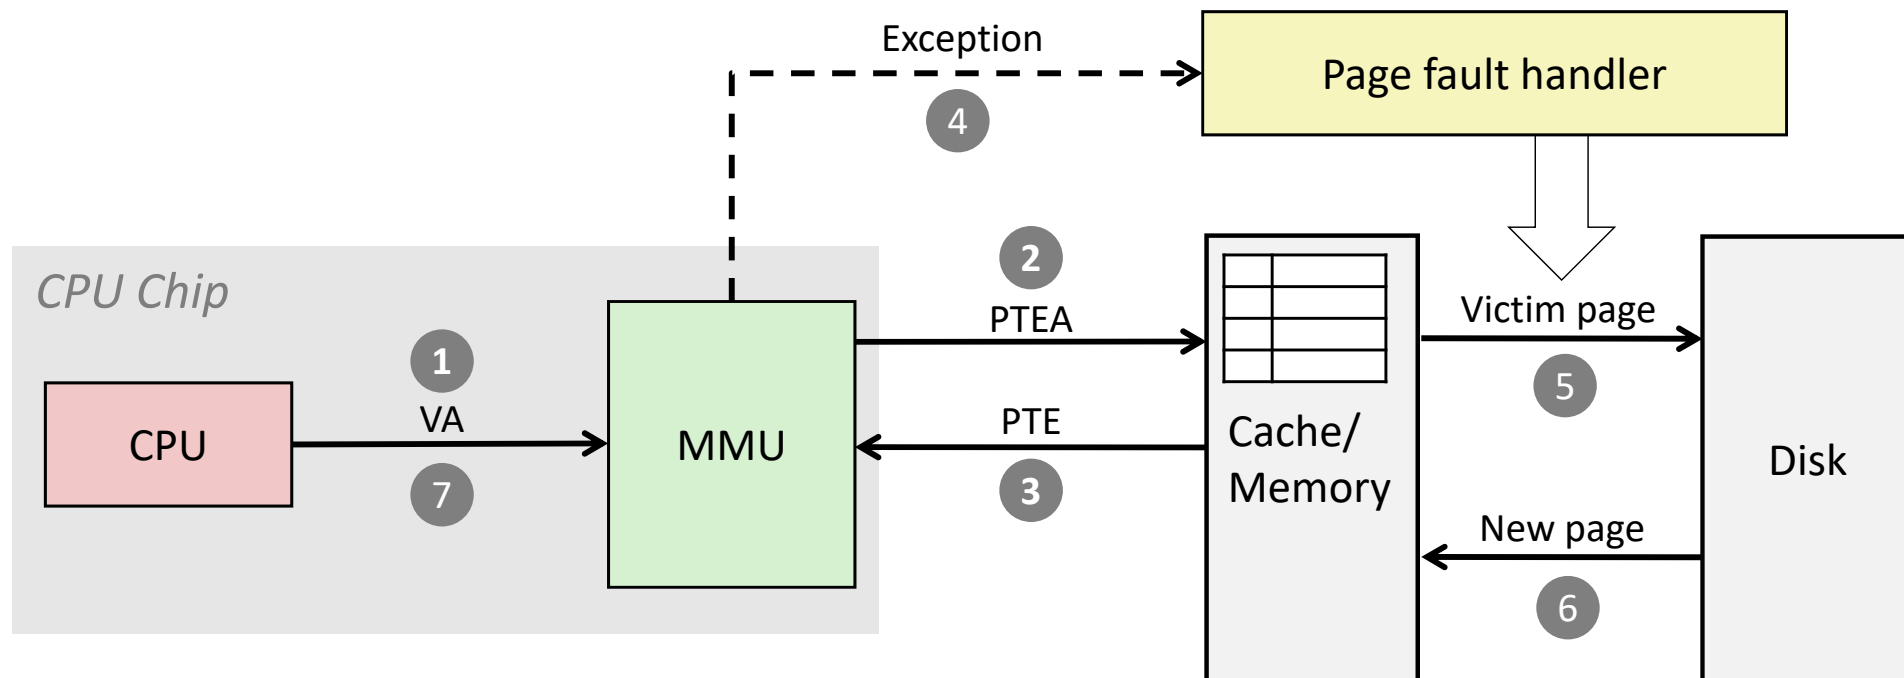 Exception
Page fault handler
4
CPU Chip
2
PTEA
Victim page
1
5
VA
CPU
MMU
PTE
Cache/
Memory
Disk
7
3
New page
6